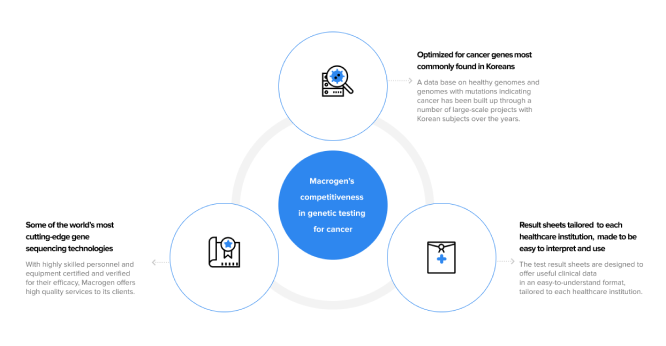 Optimized for cancer genes most
commonly found in Koreans
A data base on healthy genomes and
genomes with mutations indicating
cancer has been built up through a
number of large-scale projects with
Korean subjects over the years.
Macrogen's
competitiveness
in genetic testing
for cancer
Some of the world's most
cutting-edge gene
sequencing technologies
With highly skilled personnel and
equipment certified and verified
for their efficacy, Macrogen offers
high quality services to its clients.
Result sheets tailored to each
healthcare institution, made to be
easy to interpret and use
The test result sheets are designed to
offer useful clinical data
in an easy-to-understand format,
tailored to each healthcare institution.